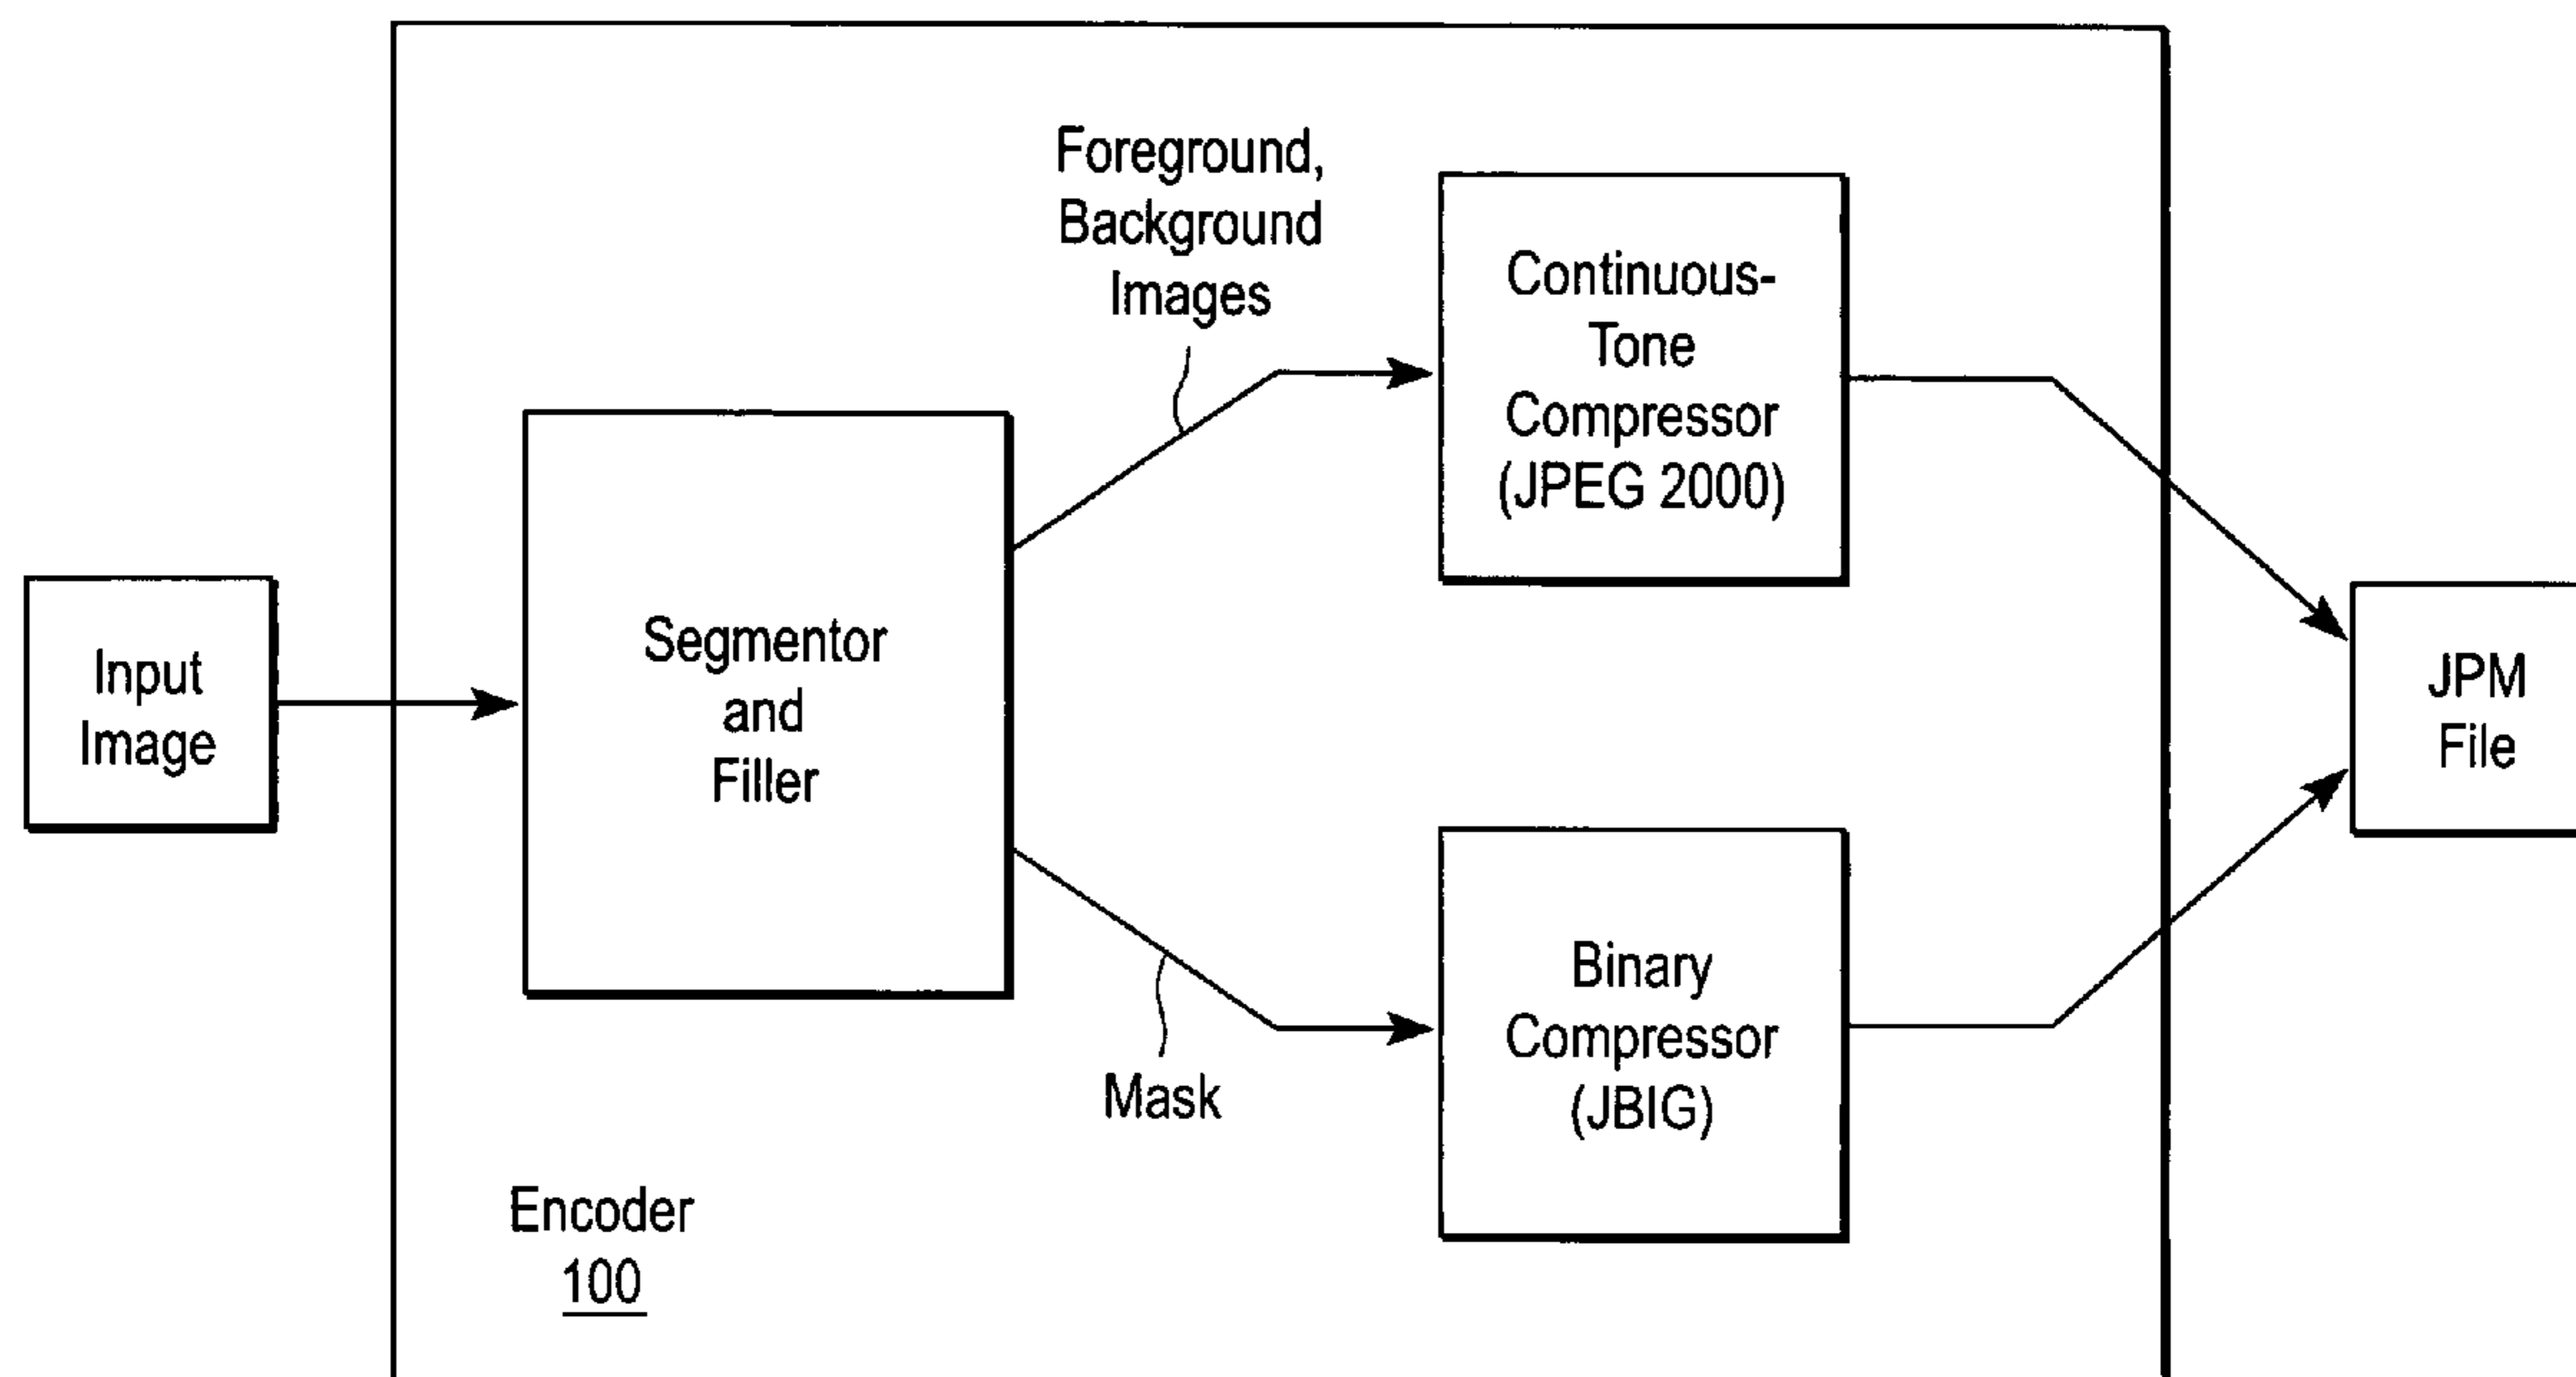 Input
Image
Segmentor
and
Filler
Foreground,
Background
Images
Continuous-
Tone
Compressor
(JPEG 2000)
Mask
Binary
Compressor
(JBIG)
JPM
File
Encoder
100